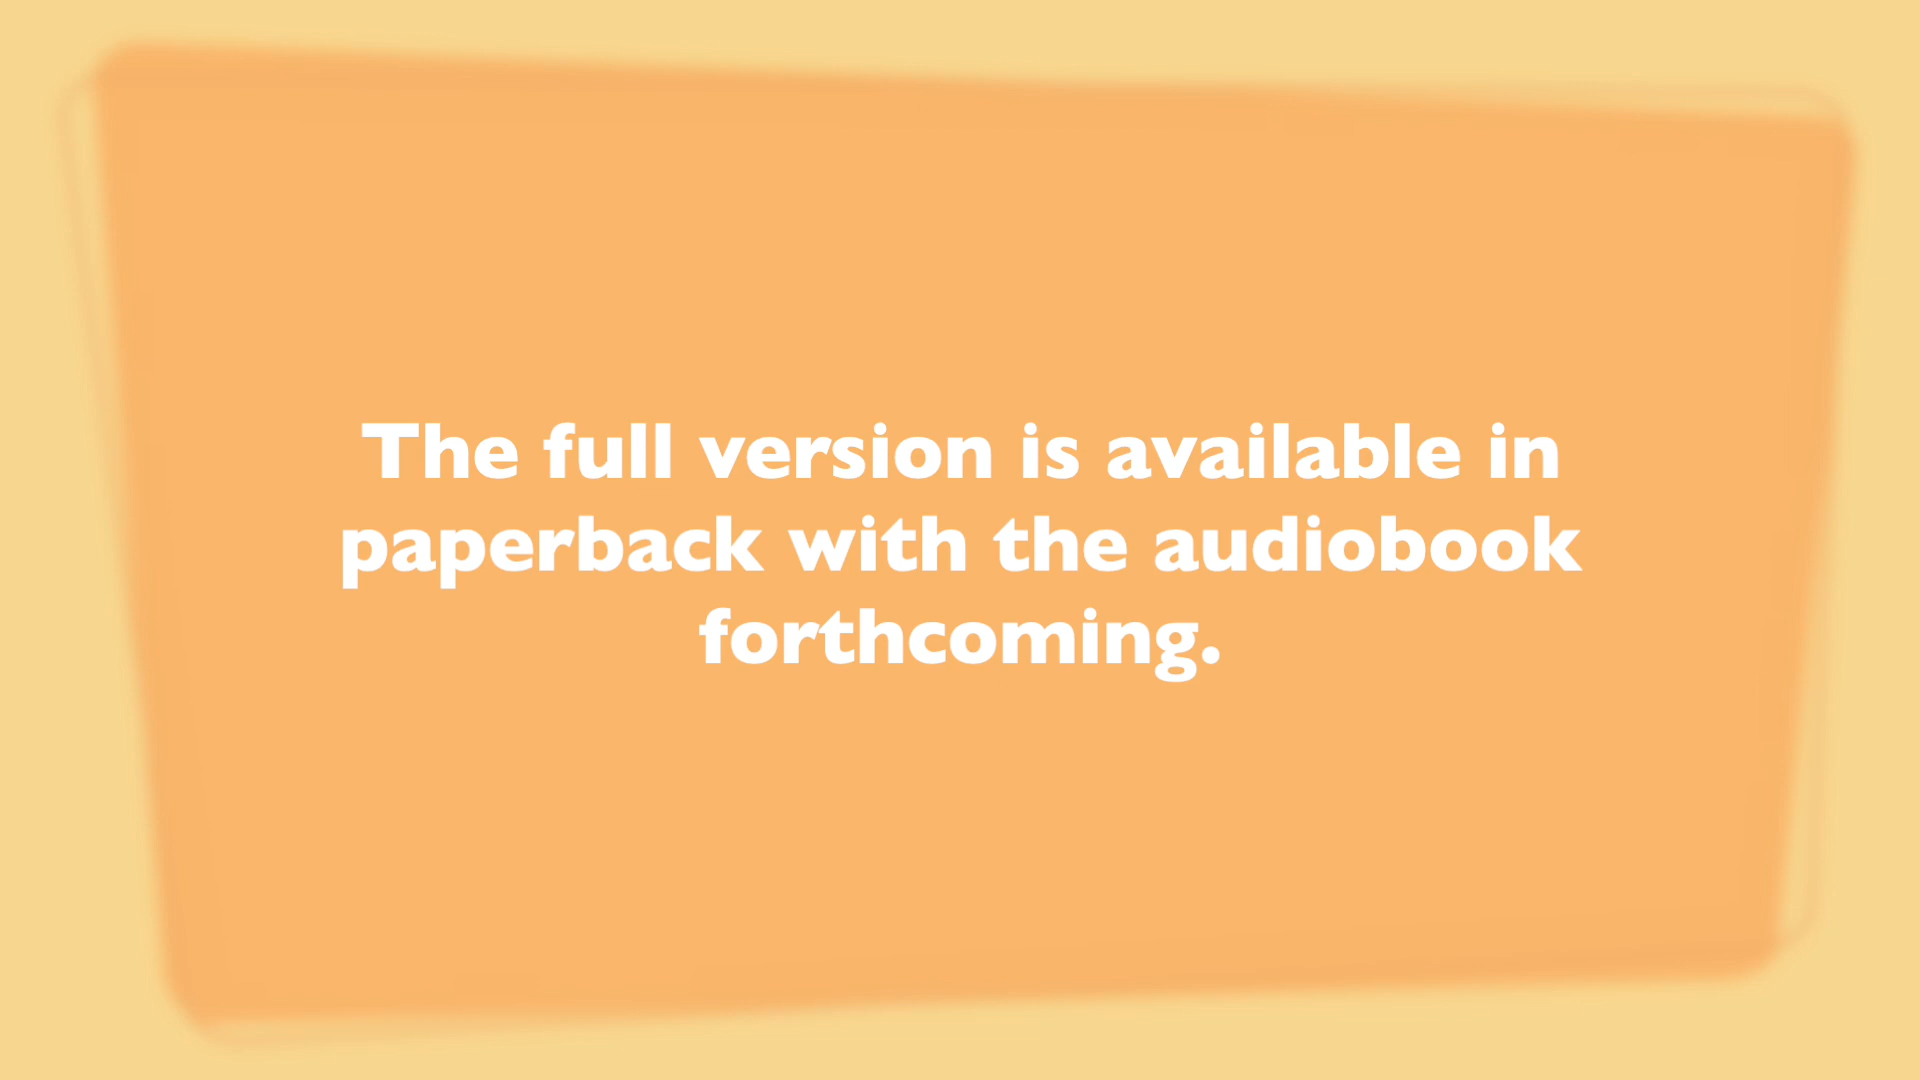 The full version is available in
paperback with the audiobook
forthcoming.